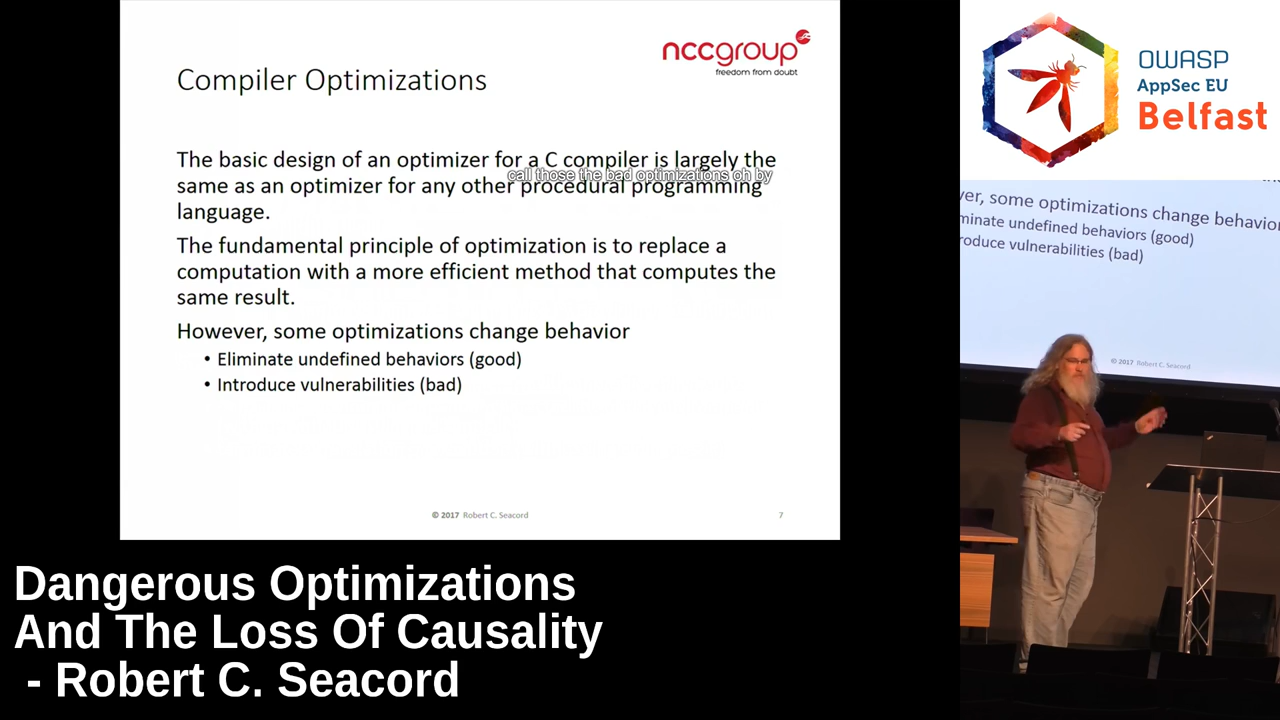 nccgroup
freedom from doubt
Compiler Optimizations
The basic design of an optimizer for a C compiler is largely the
same as an optimizer for any other procedural programming
language.
call those the bad optimizations oh by
The fundamental principle of optimization is to replace a
computation with a more efficient method that computes the
same result.
However, some optimizations change behavior
• Eliminate undefined behaviors (good)
• Introduce vulnerabilities (bad)
© 2017 Robert C. Seacord
7
OWASP
AppSec EU
Belfast
ver, some optimizations change behavior
minate undefined behaviors (good)
roduce vulnerabilities (bad)
© 2017 Robert C. Seacord
Dangerous Optimizations
And The Loss Of Causality
- Robert C. Seacord